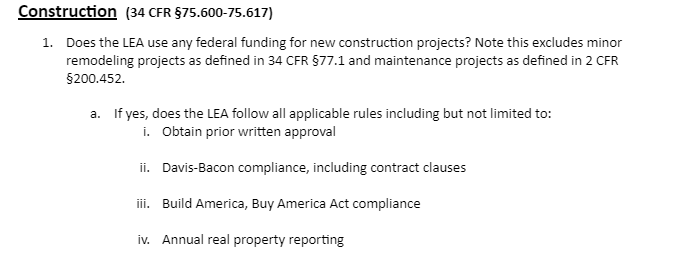 Construction (34 CFR §75.600-75.617)
1. Does the LEA use any federal funding for new construction projects? Note this excludes minor
remodeling projects as defined in 34 CFR §77.1 and maintenance projects as defined in 2 CFR
§200.452.
a. If yes, does the LEA follow all applicable rules including but not limited to:
i. Obtain prior written approval
ii. Davis-Bacon compliance, including contract clauses
iii. Build America, Buy America Act compliance
iv. Annual real property reporting